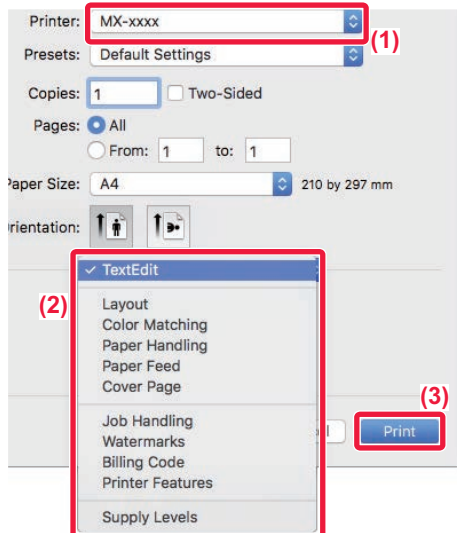 Printer: MX-xxxx
(1)
Presets: Default Settings
Copies: 1 Two-Sided
Pages: All
From: 1 to: 1
Paper Size: A4 210 by 297 mm
rientation:
✓ TextEdit
(2)
Layout
Color Matching
Paper Handling
Paper Feed
Cover Page
(3)
Job Handling
Watermarks
Billing Code
Printer Features
l Print
Supply Levels